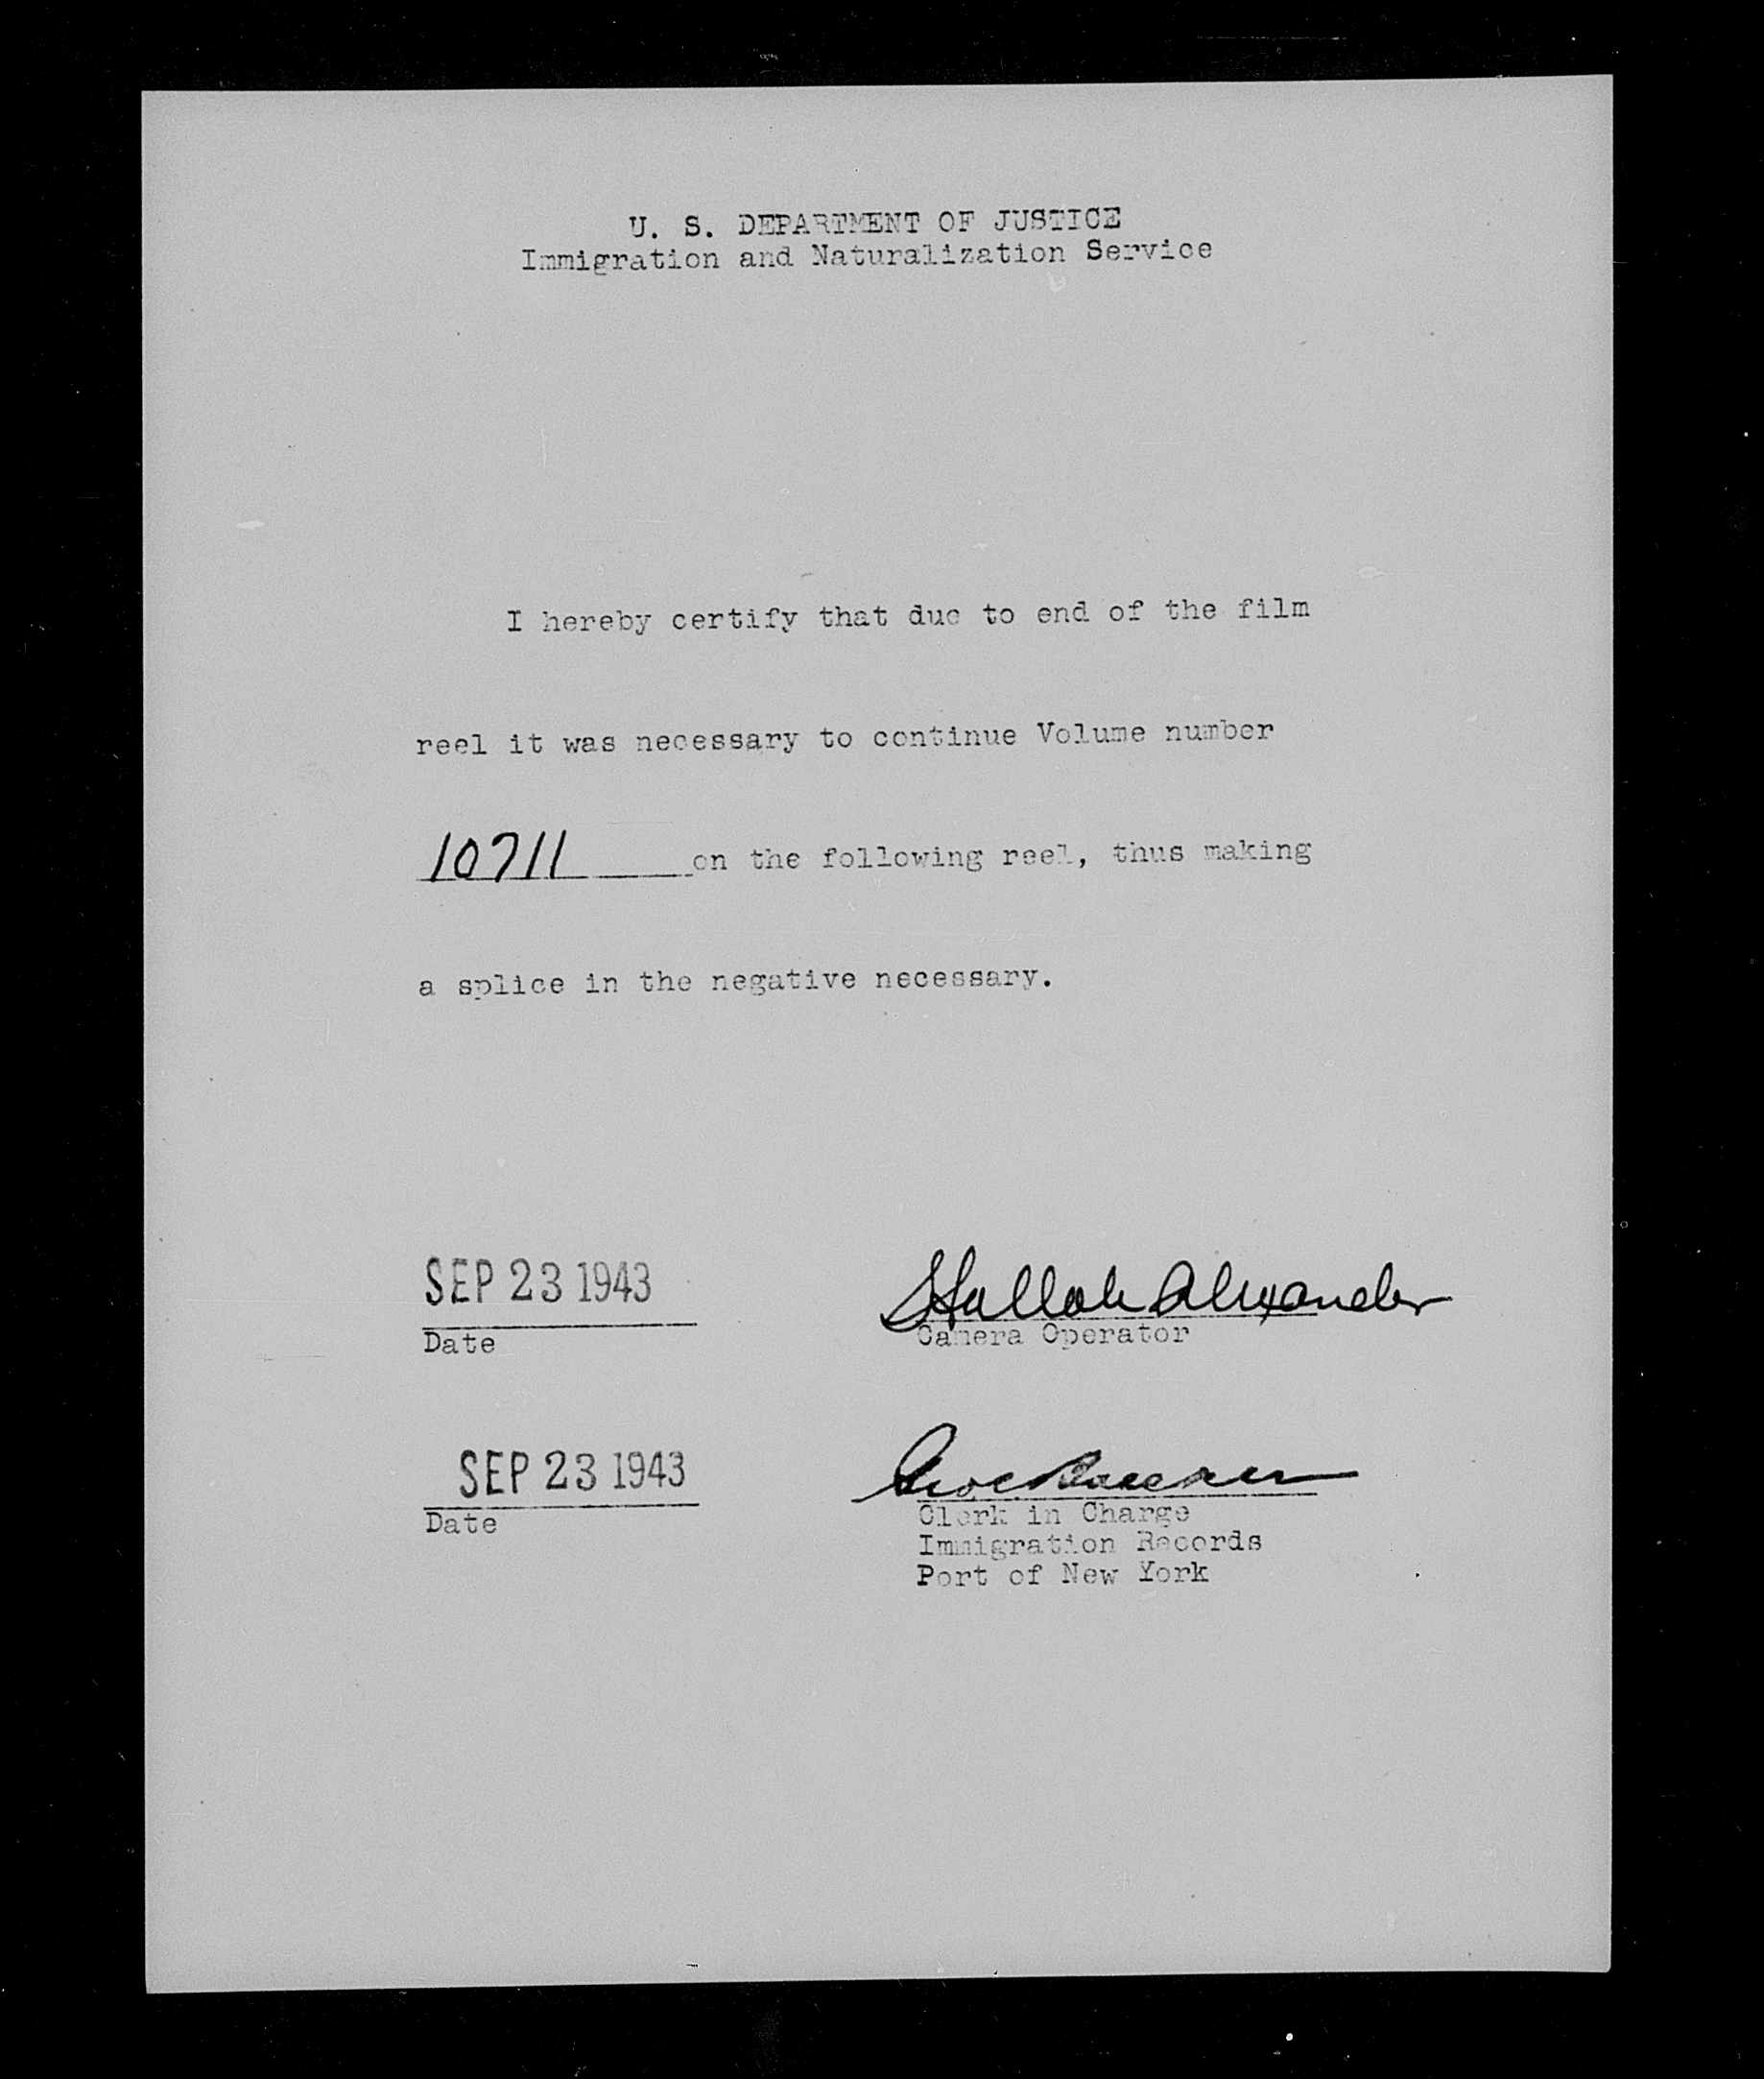 U. S. DEPARTMENT OF JUSTICE
Immigration and Naturalization Service
I hereby certify that due to end of the film
reel it was necessary to continue Volume number
10711 on the following reel, thus making
a splice in the negative necessary.
SEP 23 1943
Alexander
Date
Camera Operator
SEP 23 1943
Date
Clerk in Charge
Immigration Records
Port of New York